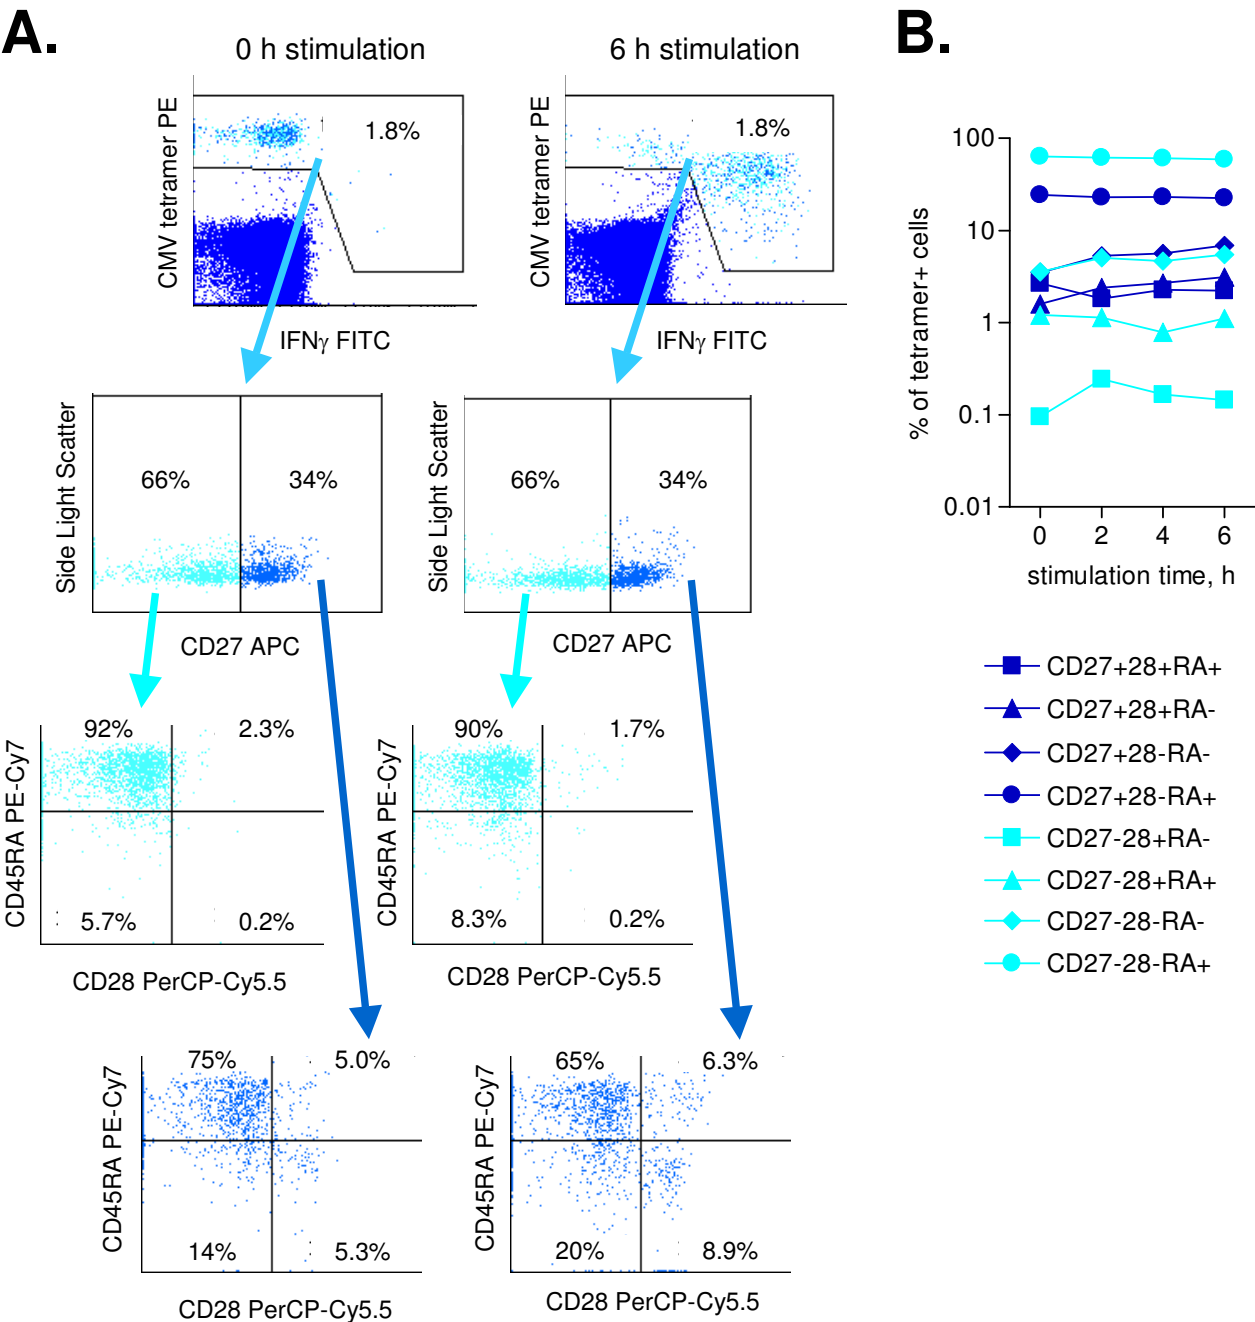 A.
B.
0 h stimulation
6 h stimulation
CMV tetramer PE
1.8%
IFNγ FITC
CMV tetramer PE
1.8%
IFNγ FITC
Side Light Scatter
66%
34%
CD27 APC
Side Light Scatter
66%
34%
CD27 APC
CD45RA PE-Cy7
92%
2.3%
5.7%
0.2%
CD28 PerCP-Cy5.5
CD45RA PE-Cy7
90%
1.7%
8.3%
0.2%
CD28 PerCP-Cy5.5
CD45RA PE-Cy7
75%
5.0%
14%
5.3%
CD28 PerCP-Cy5.5
CD45RA PE-Cy7
65%
6.3%
20%
8.9%
CD28 PerCP-Cy5.5
% of tetramer+ cells
100
10
1
0.1
0.01
0 2 4 6
stimulation time, h
CD27+28+RA+
CD27+28+RA-
CD27+28-RA-
CD27+28-RA+
CD27-28+RA-
CD27-28+RA+
CD27-28-RA-
CD27-28-RA+